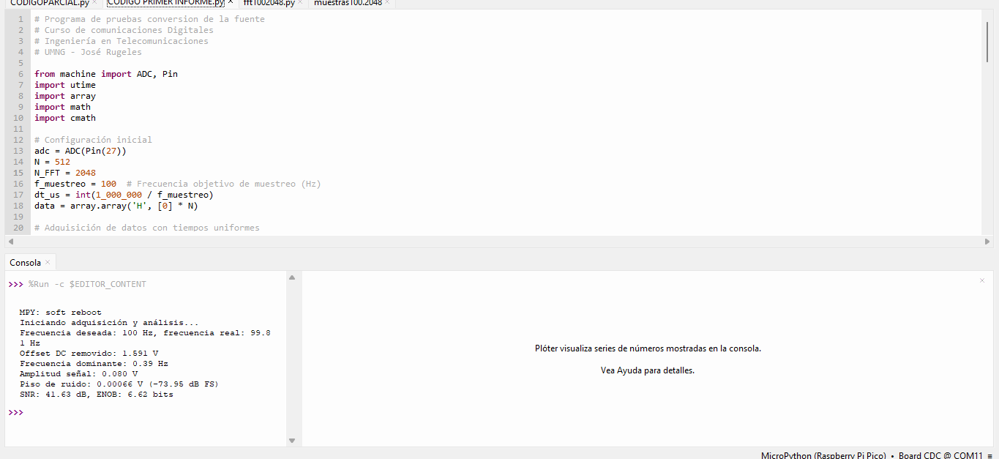 CODIGOPARCIAL.py × CODIGO PRIMER INFORME.py × fft1002048.py × muestras100.2048 ×
1 # Programa de pruebas conversion de la fuente
2 # Curso de comunicaciones Digitales
3 # Ingeniería en Telecomunicaciones
4 # UMNG - José Rugeles
5
6 from machine import ADC, Pin
7 import utime
8 import array
9 import math
10 import cmath
11
12 # Configuración inicial
13 adc = ADC(Pin(27))
14 N = 512
15 N_FFT = 2048
16 f_muestreo = 100  # Frecuencia objetivo de muestreo (Hz)
17 dt_us = int(1_000_000 / f_muestreo)
18 data = array.array('H', [0] * N)
19
20 # Adquisición de datos con tiempos uniformes
Consola ×
>>> %Run -c $EDITOR_CONTENT
MPY: soft reboot
Iniciando adquisición y análisis...
Frecuencia deseada: 100 Hz, frecuencia real: 99.8
1 Hz
Offset DC removido: 1.591 V
Frecuencia dominante: 0.39 Hz
Amplitud señal: 0.080 V
Piso de ruido: 0.00066 V (-73.95 dB FS)
SNR: 41.63 dB, ENOB: 6.62 bits
>>>
×
Plóter visualiza series de números mostradas en la consola.
Vea Ayuda para detalles.
MicroPython (Raspberry Pi Pico) • Board CDC @ COM11 ≡